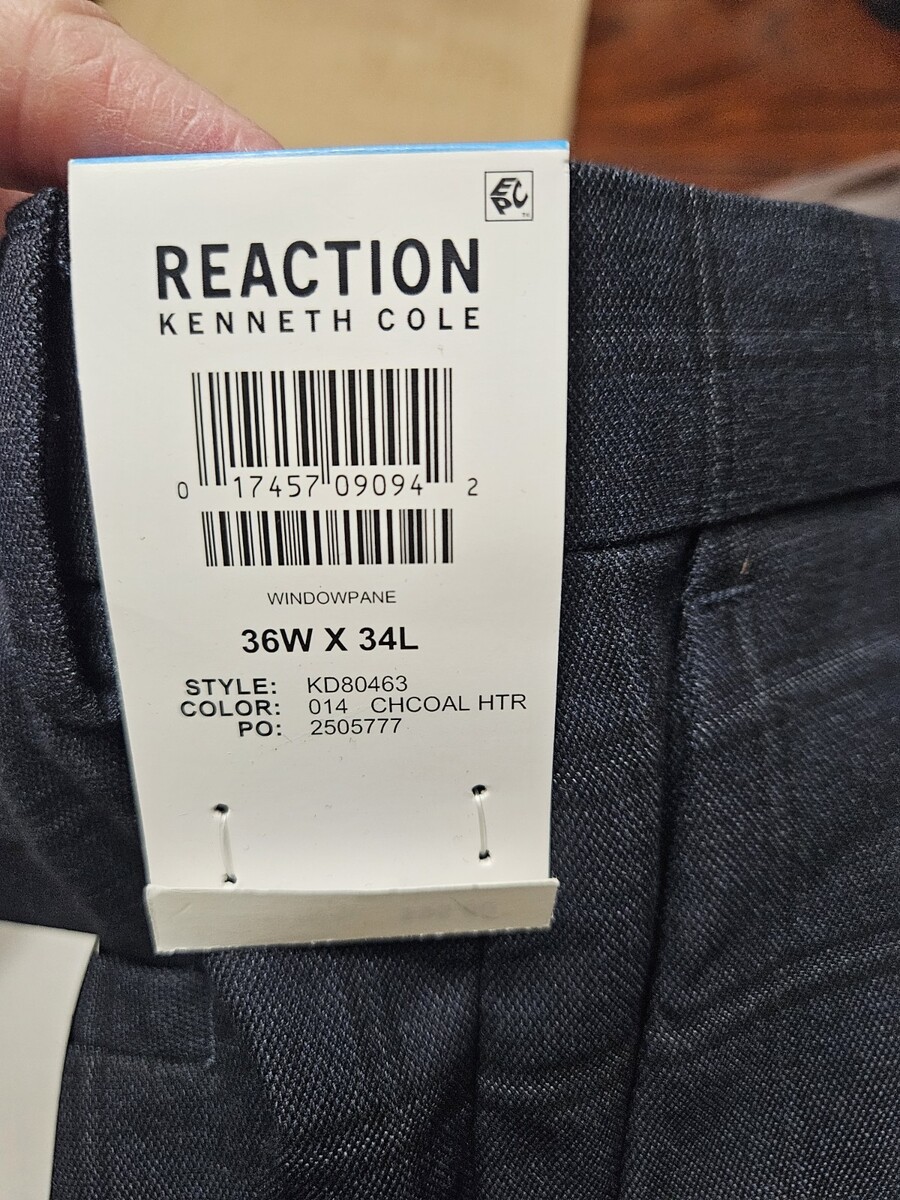 EPC
TM
REACTION
KENNETH COLE
0 17457 09094 2
WINDOWPANE
36W X 34L
STYLE: KD80463
COLOR: 014 CHCOAL HTR
PO: 2505777